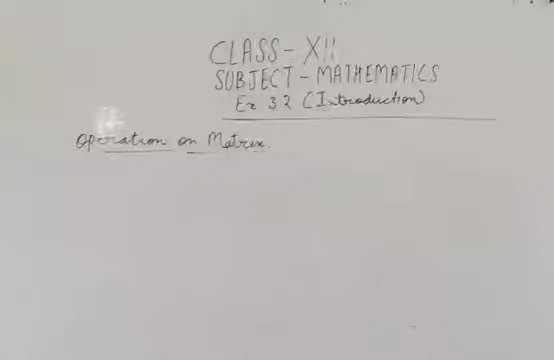 CLASS - XII
SUBJECT - MATHEMATICS
Ex 3.2 (Introduction)
Operation on Matrix.